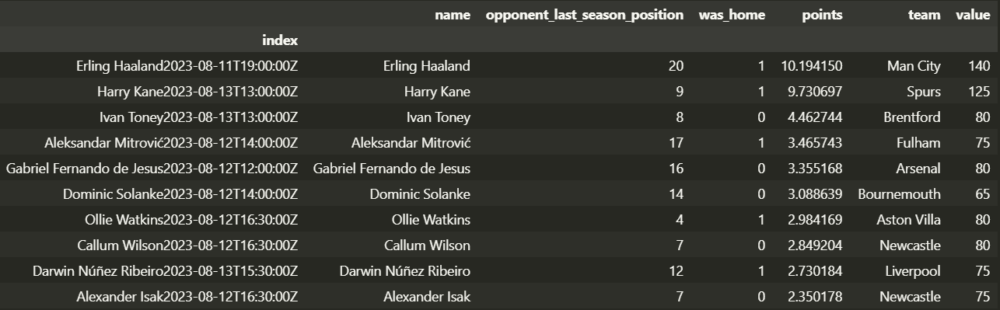 name opponent_last_season_position was_home points team value
index
Erling Haaland2023-08-11T19:00:00Z Erling Haaland 20 1 10.194150 Man City 140
Harry Kane2023-08-13T13:00:00Z Harry Kane 9 1 9.730697 Spurs 125
Ivan Toney2023-08-13T13:00:00Z Ivan Toney 8 0 4.462744 Brentford 80
Aleksandar Mitrović2023-08-12T14:00:00Z Aleksandar Mitrović 17 1 3.465743 Fulham 75
Gabriel Fernando de Jesus2023-08-12T12:00:00Z Gabriel Fernando de Jesus 16 0 3.355168 Arsenal 80
Dominic Solanke2023-08-12T14:00:00Z Dominic Solanke 14 0 3.088639 Bournemouth 65
Ollie Watkins2023-08-12T16:30:00Z Ollie Watkins 4 1 2.984169 Aston Villa 80
Callum Wilson2023-08-12T16:30:00Z Callum Wilson 7 0 2.849204 Newcastle 80
Darwin Núñez Ribeiro2023-08-13T15:30:00Z Darwin Núñez Ribeiro 12 1 2.730184 Liverpool 75
Alexander Isak2023-08-12T16:30:00Z Alexander Isak 7 0 2.350178 Newcastle 75